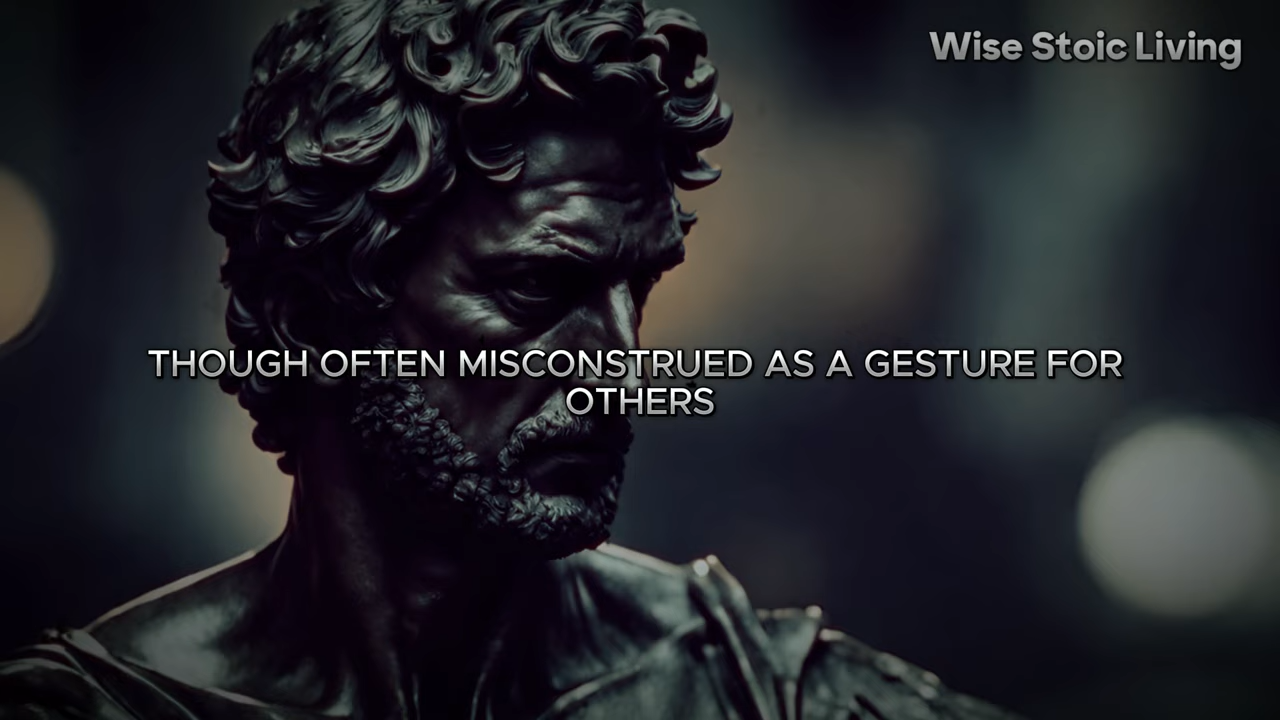 Wise Stoic Living
THOUGH OFTEN MISCONSTRUED AS A GESTURE FOR
OTHERS